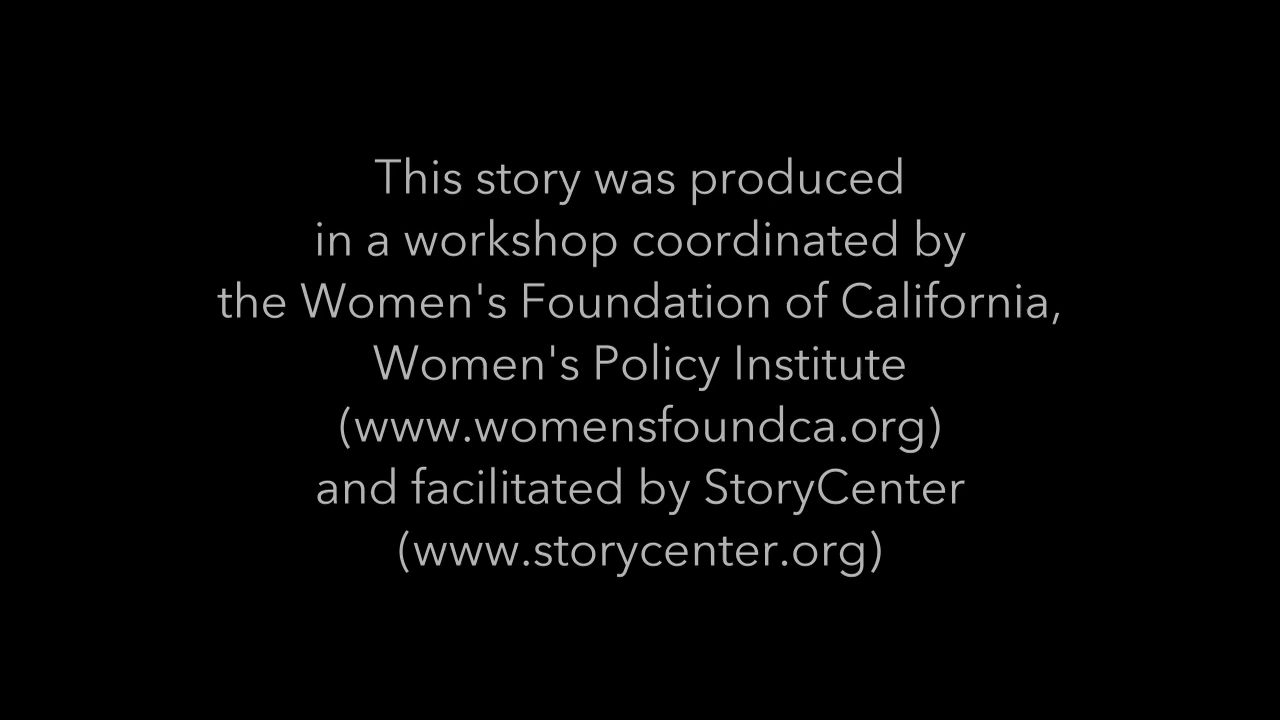 This story was produced
in a workshop coordinated by
the Women's Foundation of California,
Women's Policy Institute
(www.womensfoundca.org)
and facilitated by StoryCenter
(www.storycenter.org)